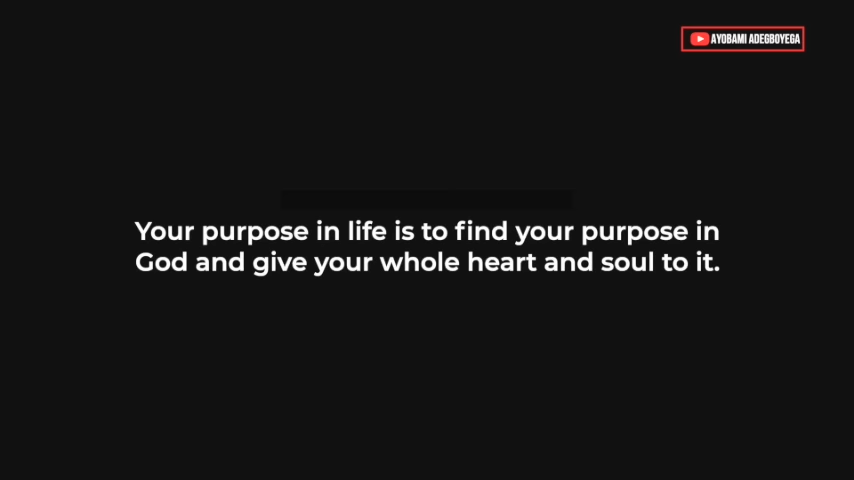 AYOBAMI ADEGBOYEGA
Your purpose in life is to find your purpose in
God and give your whole heart and soul to it.